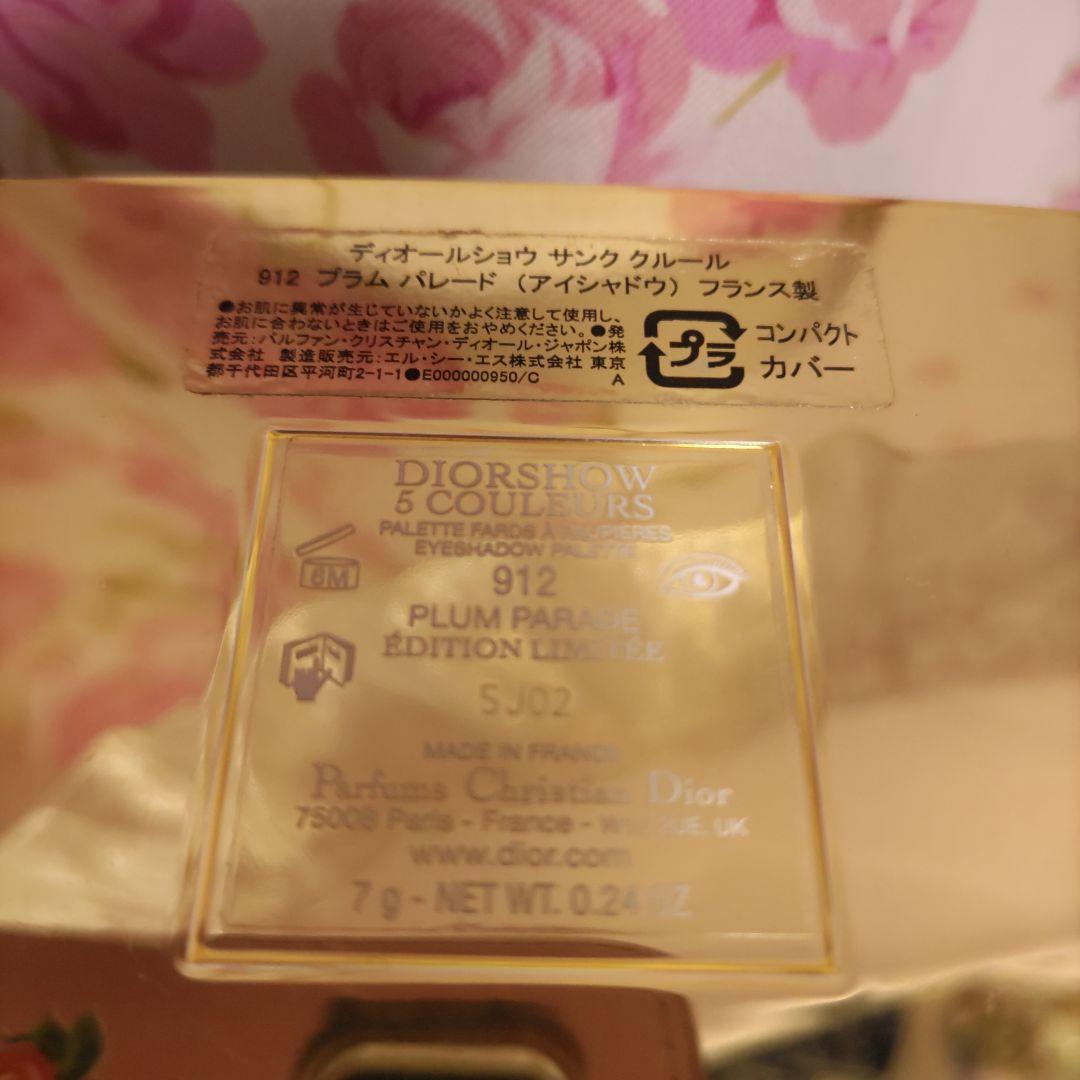 ディオールショウ サンク クルール
912 プラム パレード (アイシャドウ) フランス製
●お肌に異常が生じていないかよく注意して使用し、
お肌に合わないときはご使用をおやめください。●発
売元:パルファン・クリスチャン・ディオール・ジャポン株
式会社 製造販売元:エル・シー・エス株式会社 東京
都千代田区平河町2-1-1●E000000950/C A
プラ
コンパクト
カバー
DIORSHOW
5 COULEURS
PALETTE FARDS À PAUPIÈRES
EYESHADOW PALETTE
6M
912
PLUM PARADE
ÉDITION LIMITÉE
5J02
MADE IN FRANCE
Parfums Christian Dior
75008 Paris - France - UK
www.dior.com
7 g - NET WT. 0.24 OZ